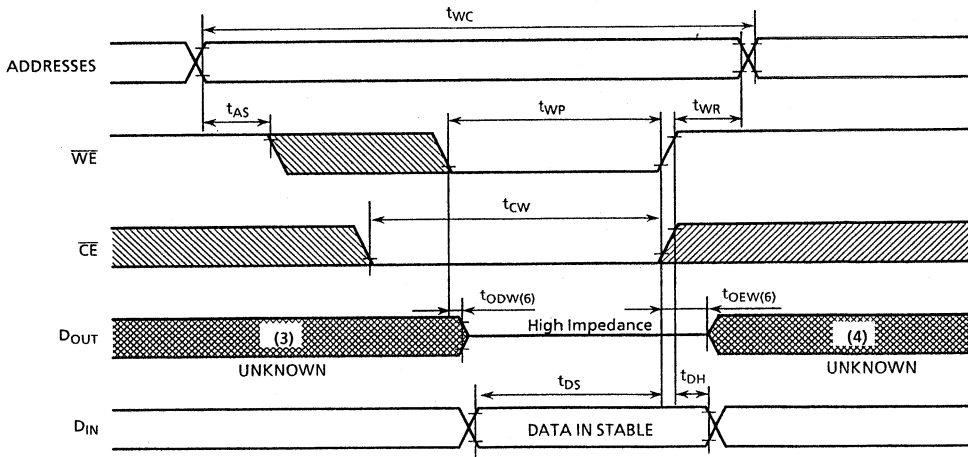 tWC
ADDRESSES
tAS
tWP
tWR
WE
tCW
CE
tODW(6)
tOEW(6)
High Impedance
DOUT
(3)
(4)
UNKNOWN
UNKNOWN
tDS
tDH
DIN
DATA IN STABLE